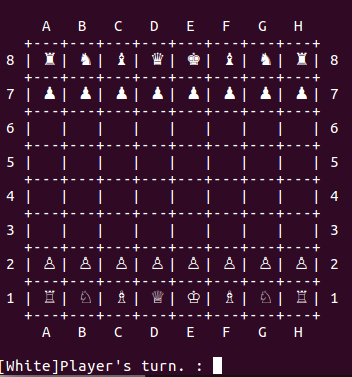 A   B   C   D   E   F   G   H
  +---+---+---+---+---+---+---+---+
8 | ♜ | ♞ | ♝ | ♛ | ♚ | ♝ | ♞ | ♜ | 8
  +---+---+---+---+---+---+---+---+
7 | ♟ | ♟ | ♟ | ♟ | ♟ | ♟ | ♟ | ♟ | 7
  +---+---+---+---+---+---+---+---+
6 |   |   |   |   |   |   |   |   | 6
  +---+---+---+---+---+---+---+---+
5 |   |   |   |   |   |   |   |   | 5
  +---+---+---+---+---+---+---+---+
4 |   |   |   |   |   |   |   |   | 4
  +---+---+---+---+---+---+---+---+
3 |   |   |   |   |   |   |   |   | 3
  +---+---+---+---+---+---+---+---+
2 | ♙ | ♙ | ♙ | ♙ | ♙ | ♙ | ♙ | ♙ | 2
  +---+---+---+---+---+---+---+---+
1 | ♖ | ♘ | ♗ | ♕ | ♔ | ♗ | ♘ | ♖ | 1
  +---+---+---+---+---+---+---+---+
    A   B   C   D   E   F   G   H
[White]Player's turn. :